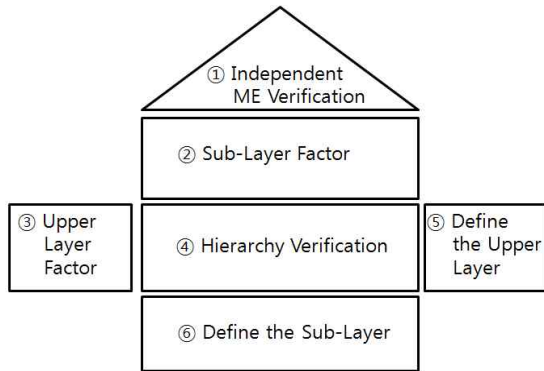 ① Independent
ME Verification
② Sub-Layer Factor
③ Upper
Layer
Factor
④ Hierarchy Verification
⑤ Define
the Upper
Layer
⑥ Define the Sub-Layer